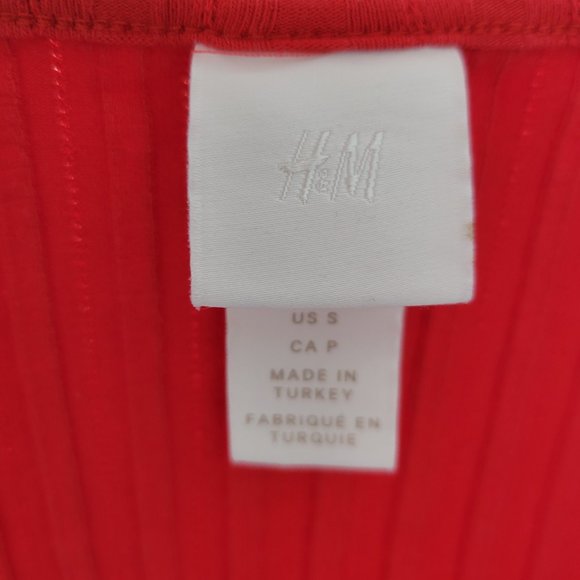 H&M
US S
CA P
MADE IN
TURKEY
FABRIQUÉ EN
TURQUIE